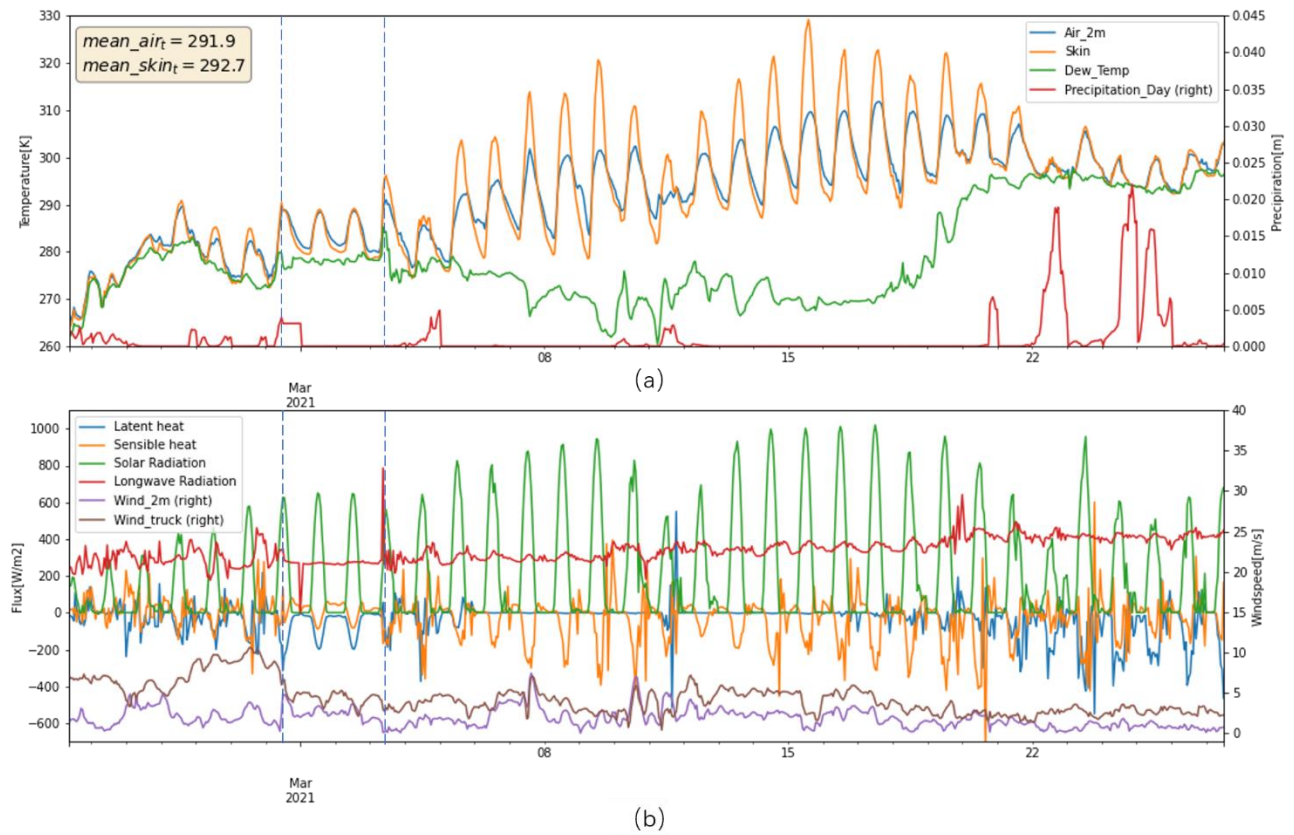 330
320
310
300
290
280
270
260
Temperature[K]
mean_air_t = 291.9
mean_skin_t = 292.7
Air_2m
Skin
Dew_Temp
Precipitation_Day (right)
0.045
0.040
0.035
0.030
0.025
0.020
0.015
0.010
0.005
0.000
Precipiration[m]
08
15
22
Mar
2021
(a)
1000
800
600
400
200
0
−200
−400
−600
Flux[W/m2]
Latent heat
Sensible heat
Solar Radiation
Longwave Radiation
Wind_2m (right)
Wind_truck (right)
40
35
30
25
20
15
10
5
0
Windspeed[m/s]
08
15
22
Mar
2021
(b)